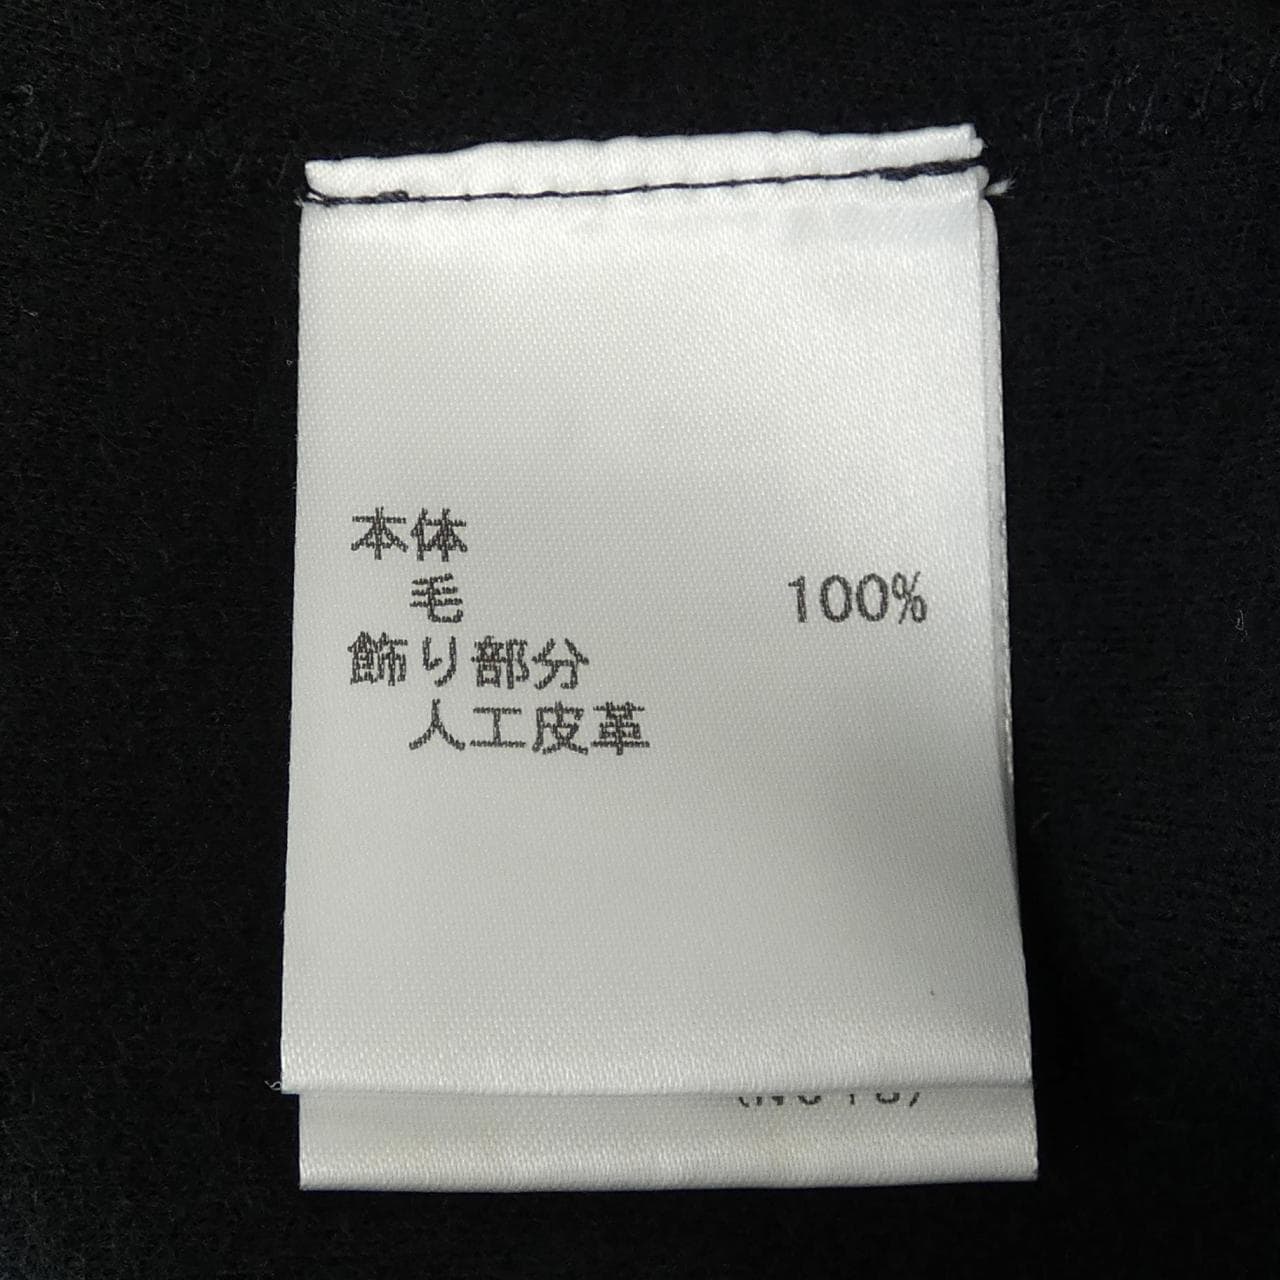 本体
毛 100%
飾り部分
人工皮革